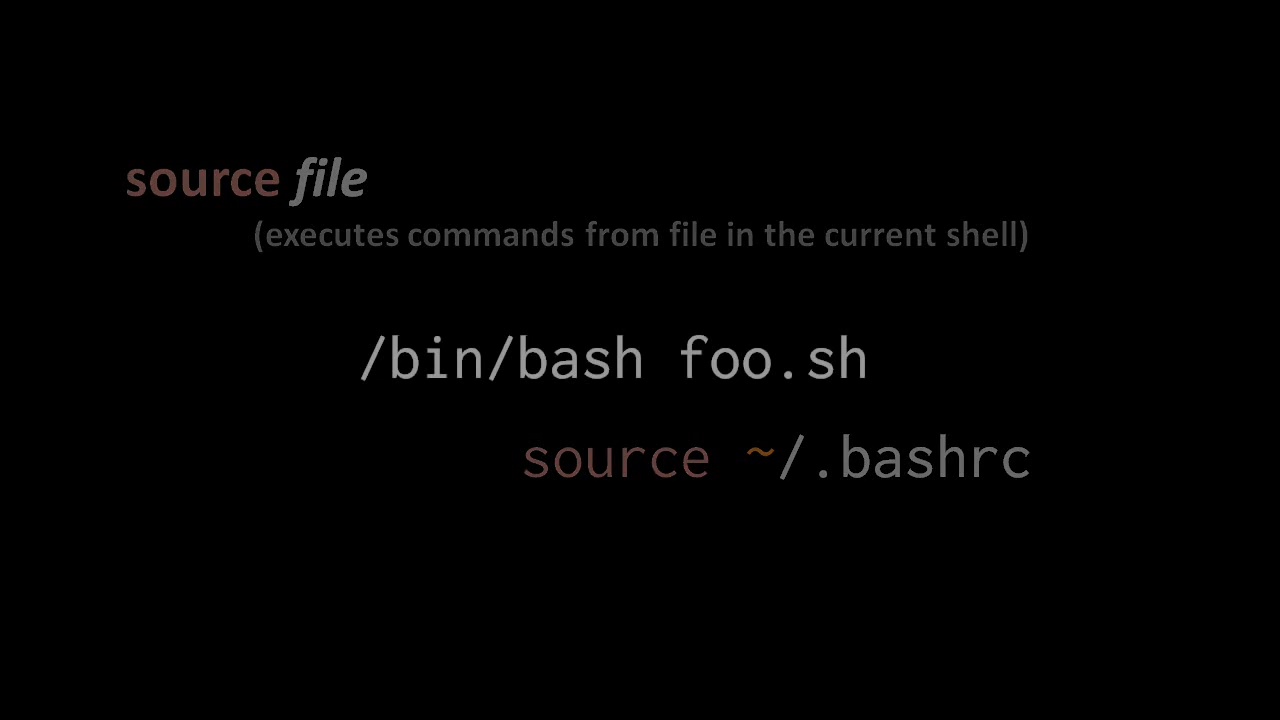 source file
(executes commands from file in the current shell)
/bin/bash foo.sh
source ~/.bashrc